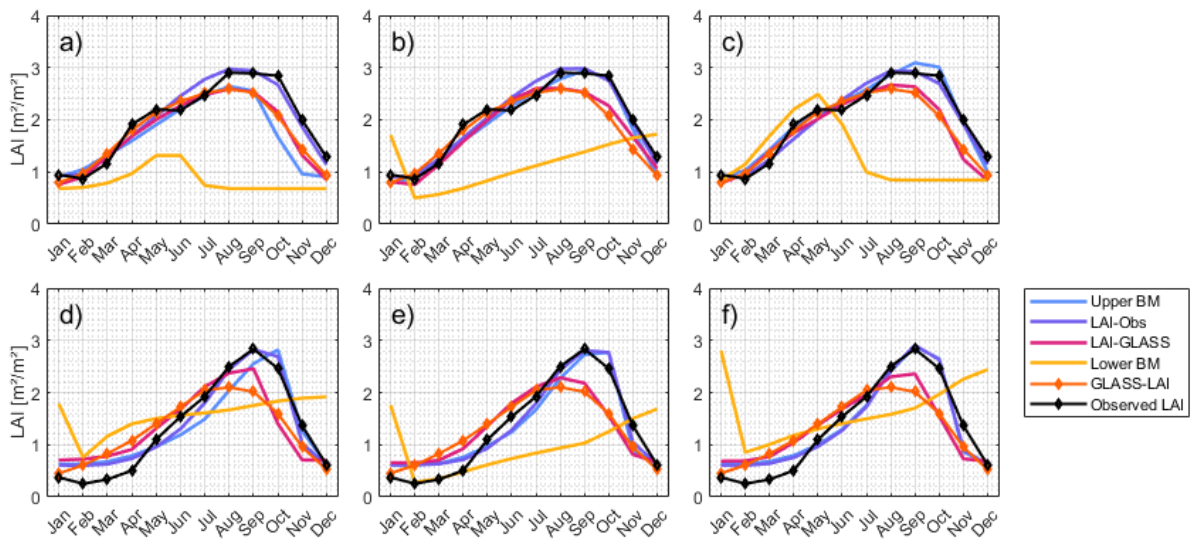 a)
b)
c)
LAI [m²/m²]
4
3
2
1
0
Jan Feb Mar Apr May Jun Jul Aug Sep Oct Nov Dec
4
3
2
1
0
Jan Feb Mar Apr May Jun Jul Aug Sep Oct Nov Dec
4
3
2
1
0
Jan Feb Mar Apr May Jun Jul Aug Sep Oct Nov Dec
d)
e)
f)
LAI [m²/m²]
4
3
2
1
0
Jan Feb Mar Apr May Jun Jul Aug Sep Oct Nov Dec
4
3
2
1
0
Jan Feb Mar Apr May Jun Jul Aug Sep Oct Nov Dec
4
3
2
1
0
Jan Feb Mar Apr May Jun Jul Aug Sep Oct Nov Dec
Upper BM
LAI-Obs
LAI-GLASS
Lower BM
GLASS-LAI
Observed LAI